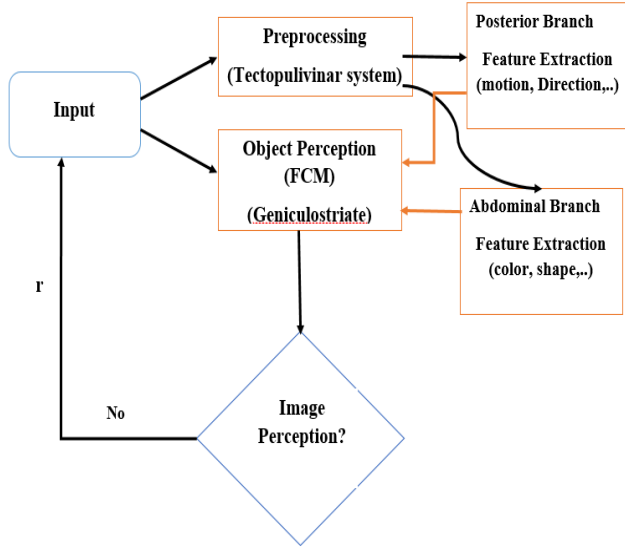 Input
Preprocessing
(Tectopulivinar system)
Posterior Branch
Feature Extraction
(motion, Direction,..)
Object Perception
(FCM)
(Geniculostriate)
Abdominal Branch
Feature Extraction
(color, shape,..)
r
No
Image
Perception?